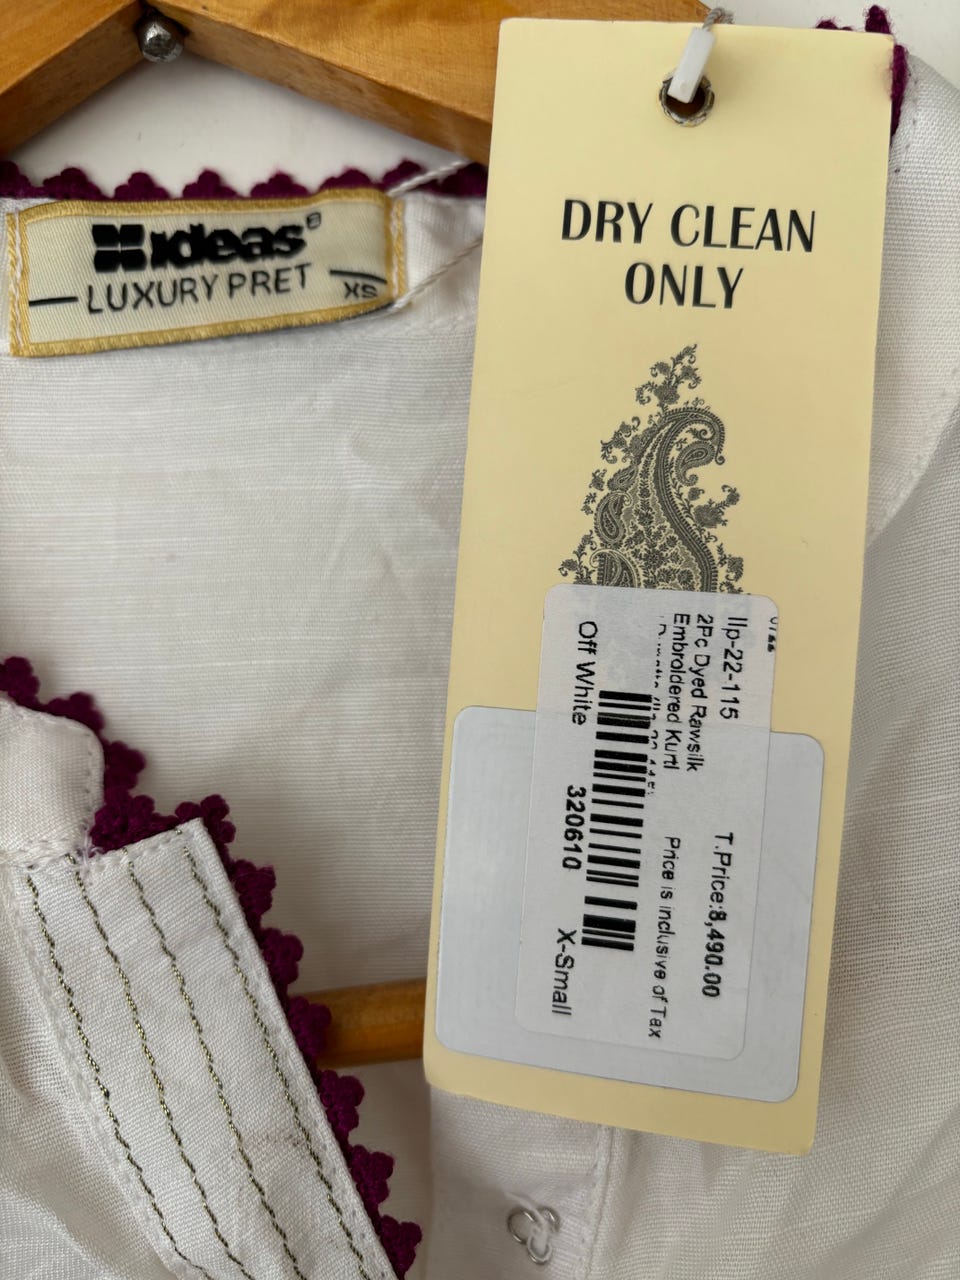 ideas
LUXURY PRET
XS
DRY CLEAN
ONLY
0722
llp-22-115
T.Price:8,490.00
2Pc Dyed Rawsilk
Embroidered Kurti
Price is inclusive of Tax
Off White
320610
X-Small